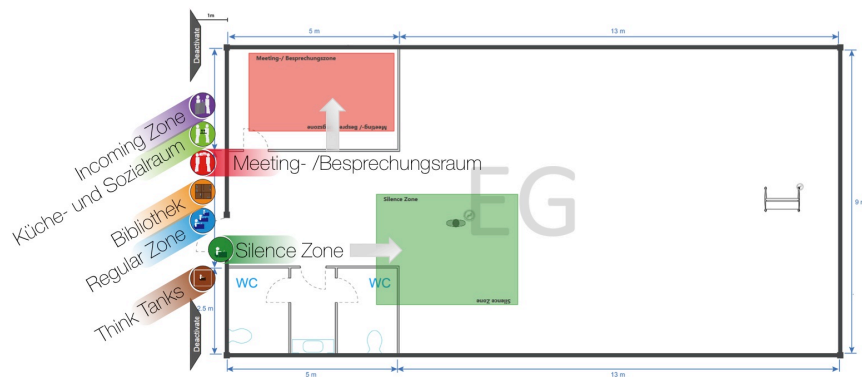 1m
5 m
13 m
Deactivate
Meeting-/ Besprechungszone
Meeting-/ Besprechungszone
Incoming Zone
Küche- und Sozialraum
Meeting- /Besprechungsraum
Bibliothek
Regular Zone
Silence Zone
Think Tanks
EG
Silence Zone
Silence Zone
9 m
WC
WC
2.5 m
Deactivate
5 m
13 m